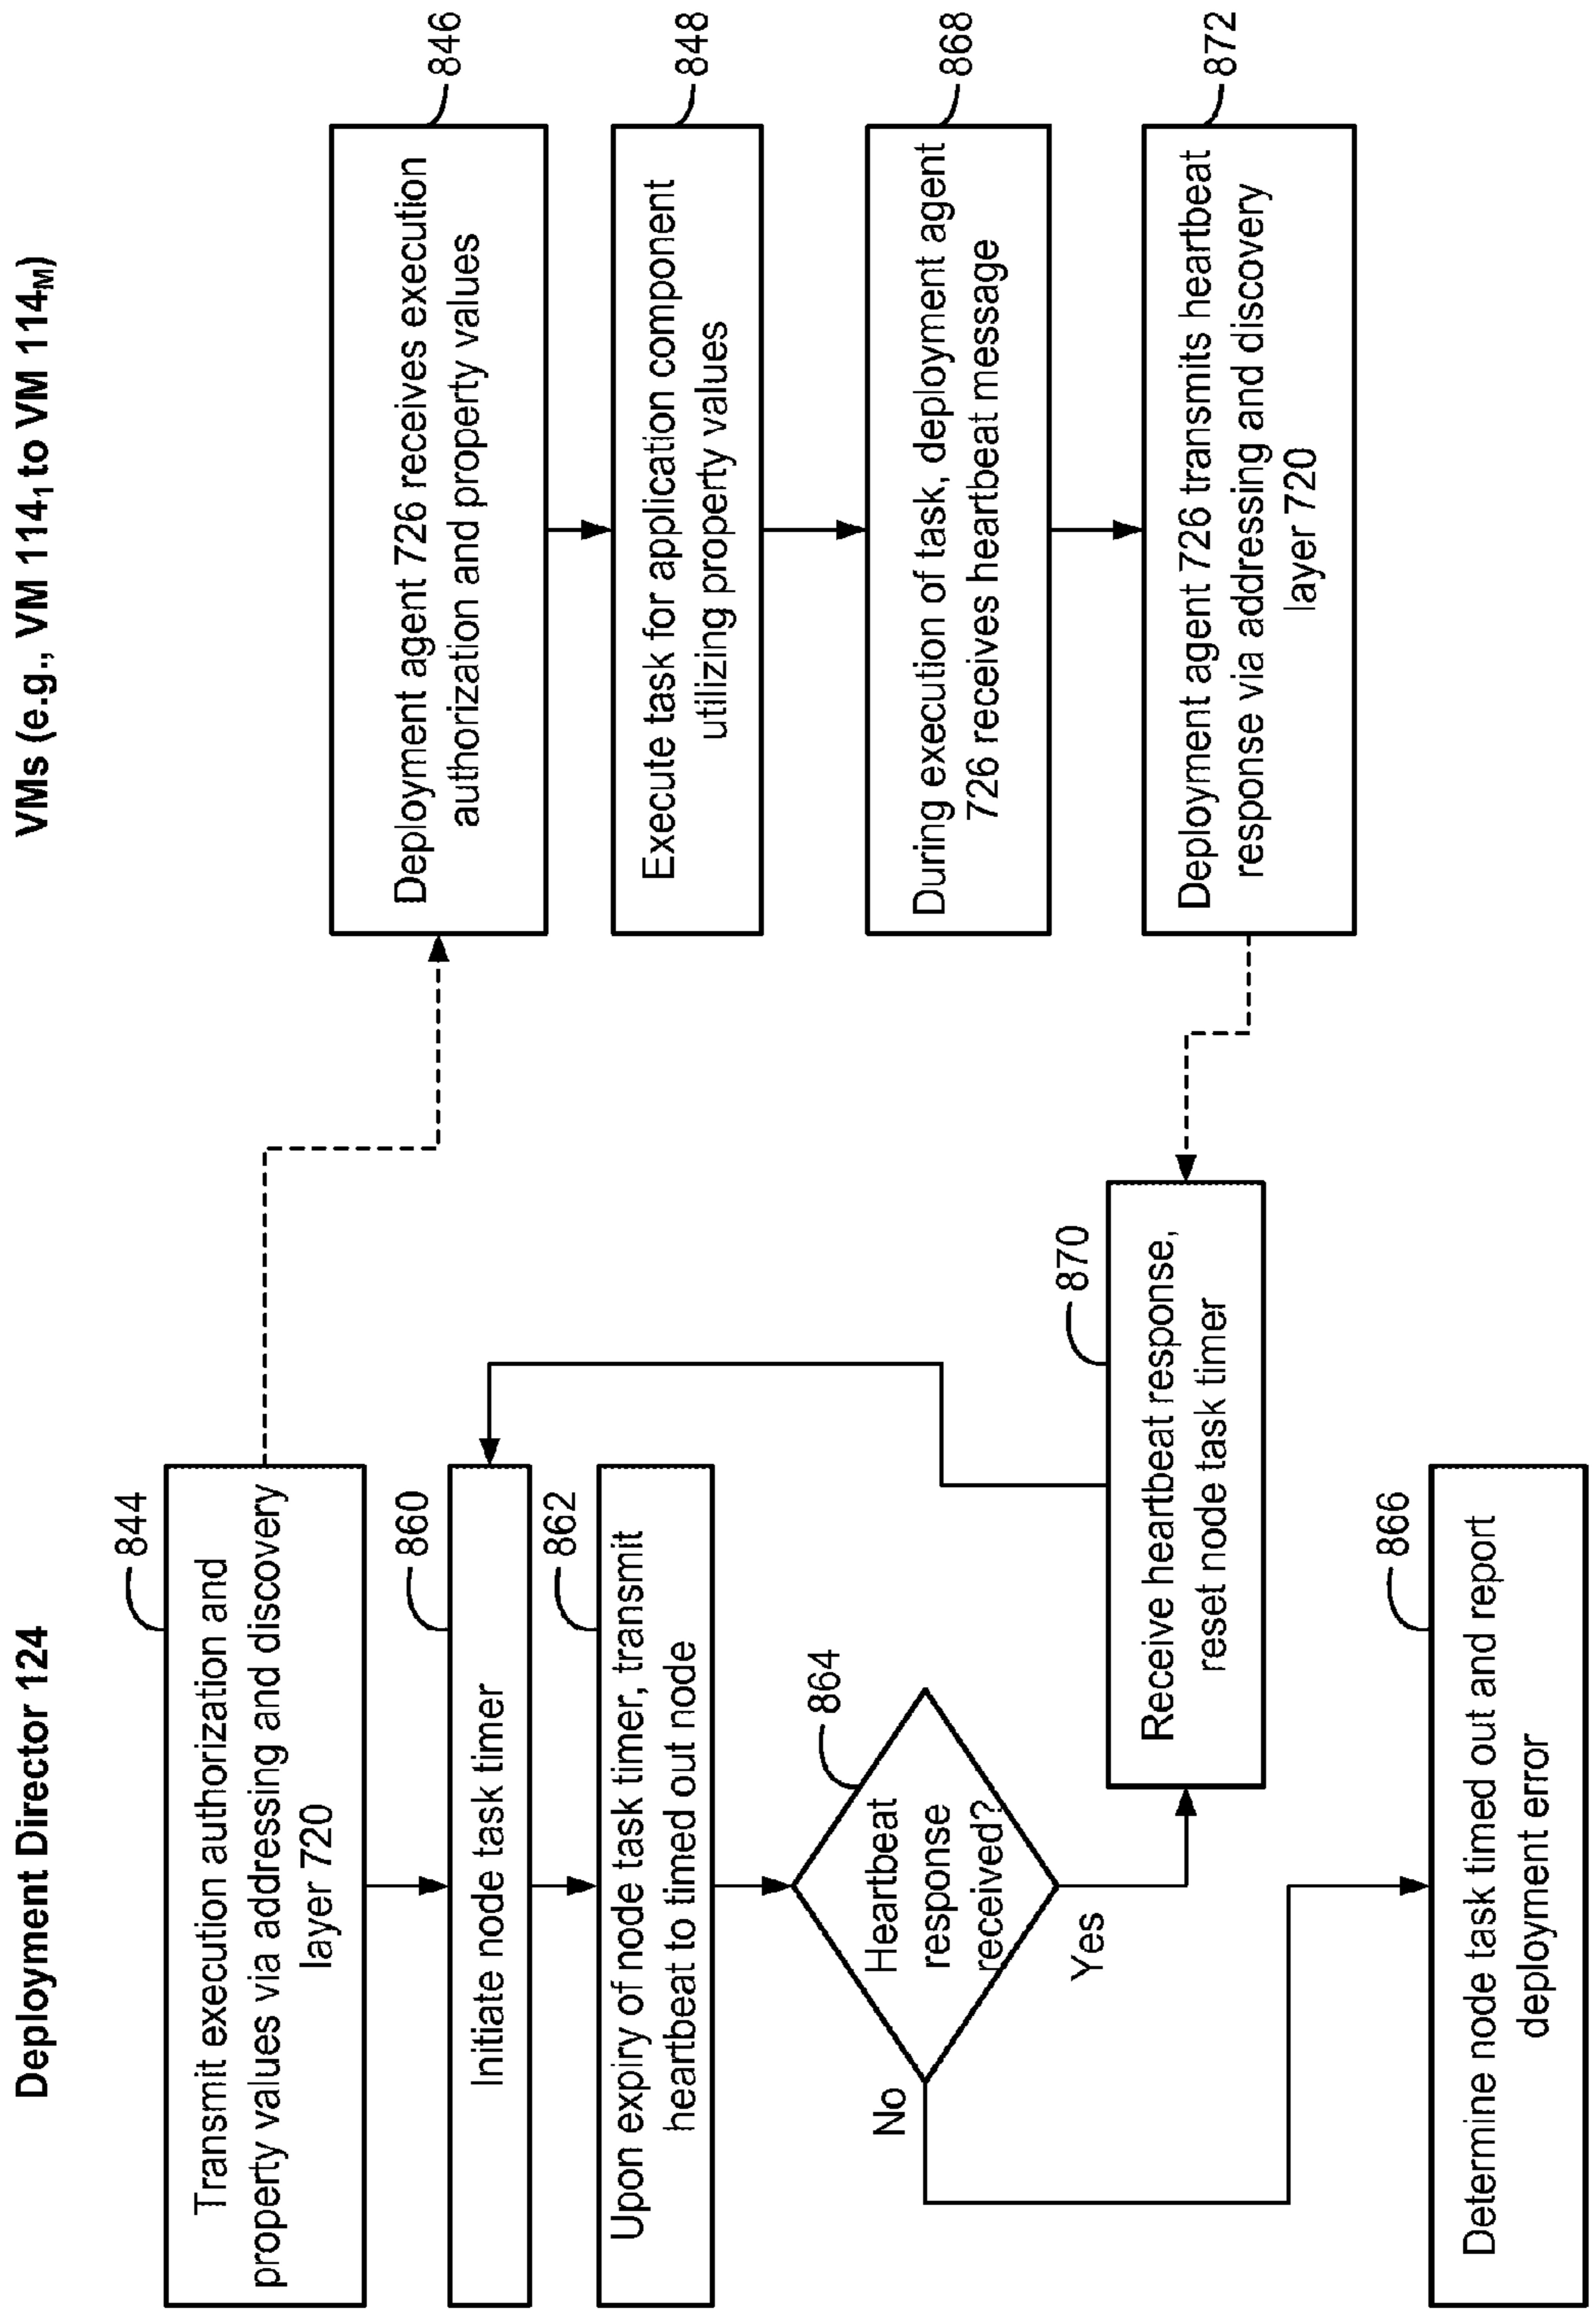 Deployment Director 124
VMs (e.g., VM 114₁ to VM 114ₘ)
844
Transmit execution authorization and
property values via addressing and discovery
layer 720
860
Initiate node task timer
862
Upon expiry of node task timer, transmit
heartbeat to timed out node
864
Heartbeat
response
received?
No
Yes
870
Receive heartbeat response,
reset node task timer
866
Determine node task timed out and report
deployment error
846
Deployment agent 726 receives execution
authorization and property values
848
Execute task for application component
utilizing property values
868
During execution of task, deployment agent
726 receives heartbeat message
872
Deployment agent 726 transmits heartbeat
response via addressing and discovery
layer 720